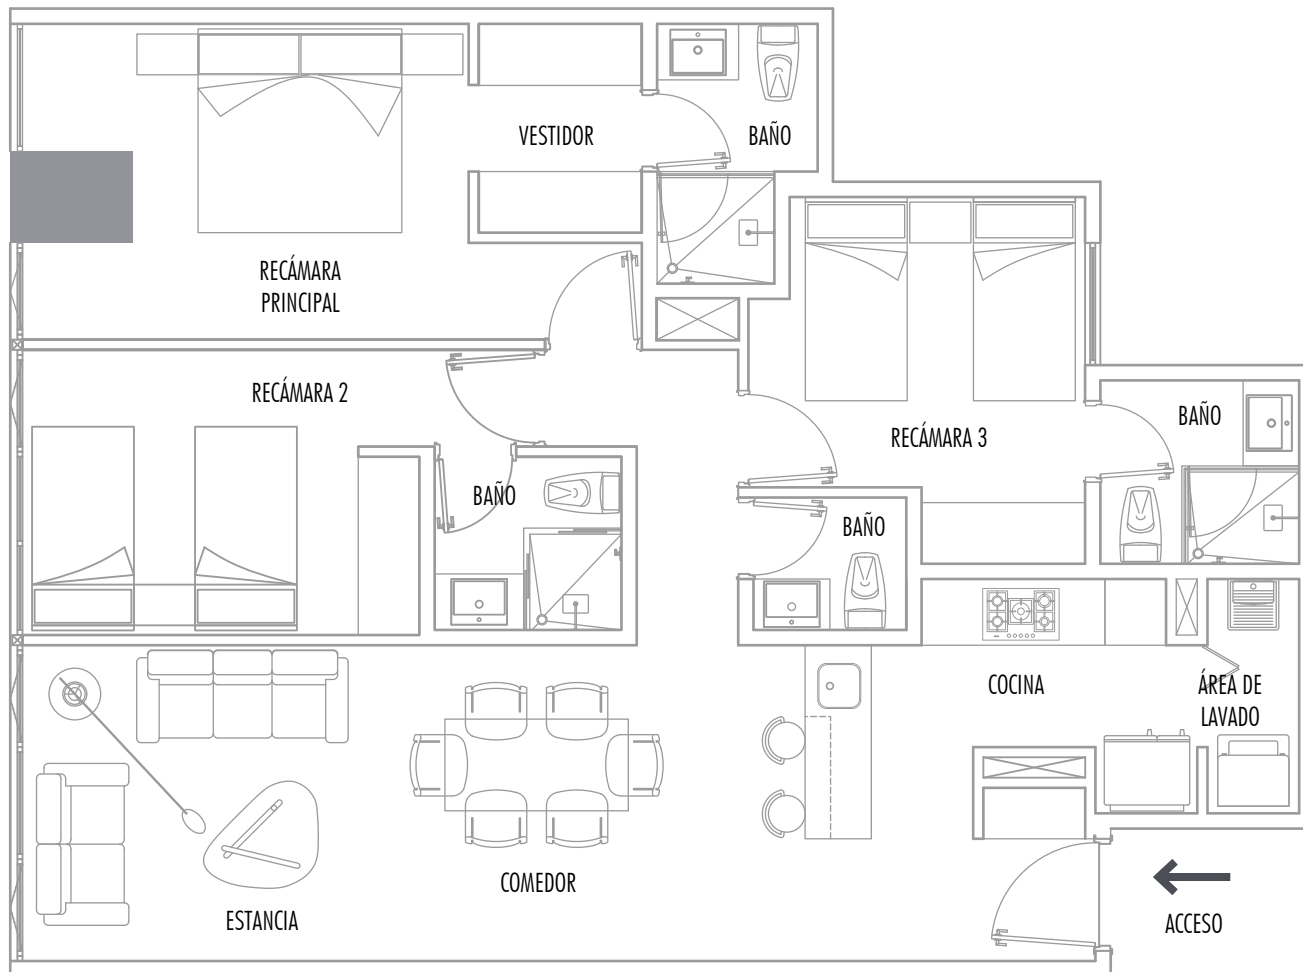 VESTIDOR
BAÑO
RECÁMARA
PRINCIPAL
RECÁMARA 2
BAÑO
RECÁMARA 3
BAÑO
BAÑO
COCINA
ÁREA DE
LAVADO
COMEDOR
ESTANCIA
ACCESO